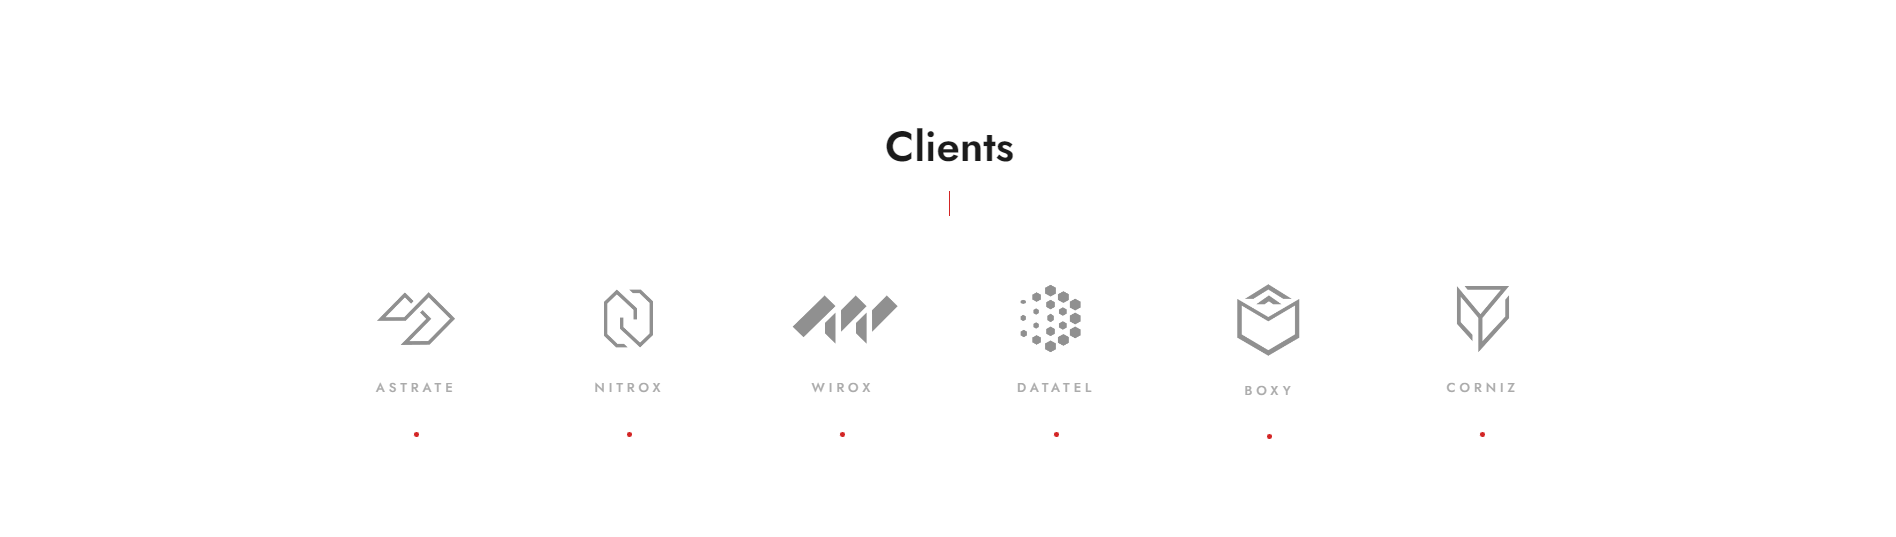 Clients
ASTRATE
NITROX
WIROX
DATATEL
BOXY
CORNIZ